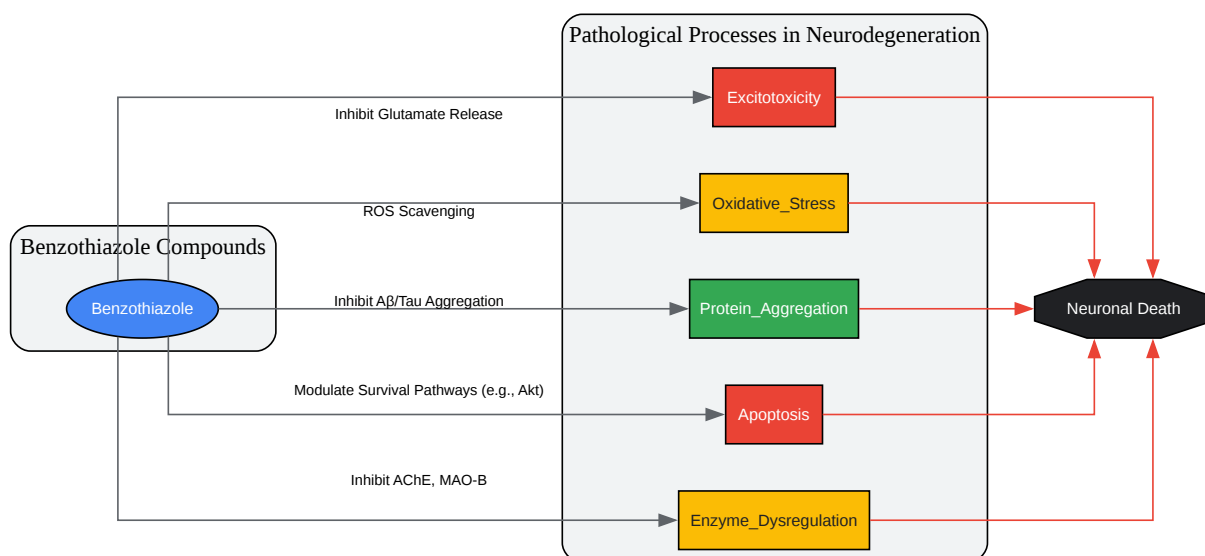 Pathological Processes in Neurodegeneration
Excitotoxicity
Inhibit Glutamate Release
Oxidative_Stress
ROS Scavenging
Benzothiazole Compounds
Benzothiazole
Inhibit Aβ/Tau Aggregation
Protein_Aggregation
Neuronal Death
Modulate Survival Pathways (e.g., Akt)
Apoptosis
Inhibit AChE, MAO-B
Enzyme_Dysregulation